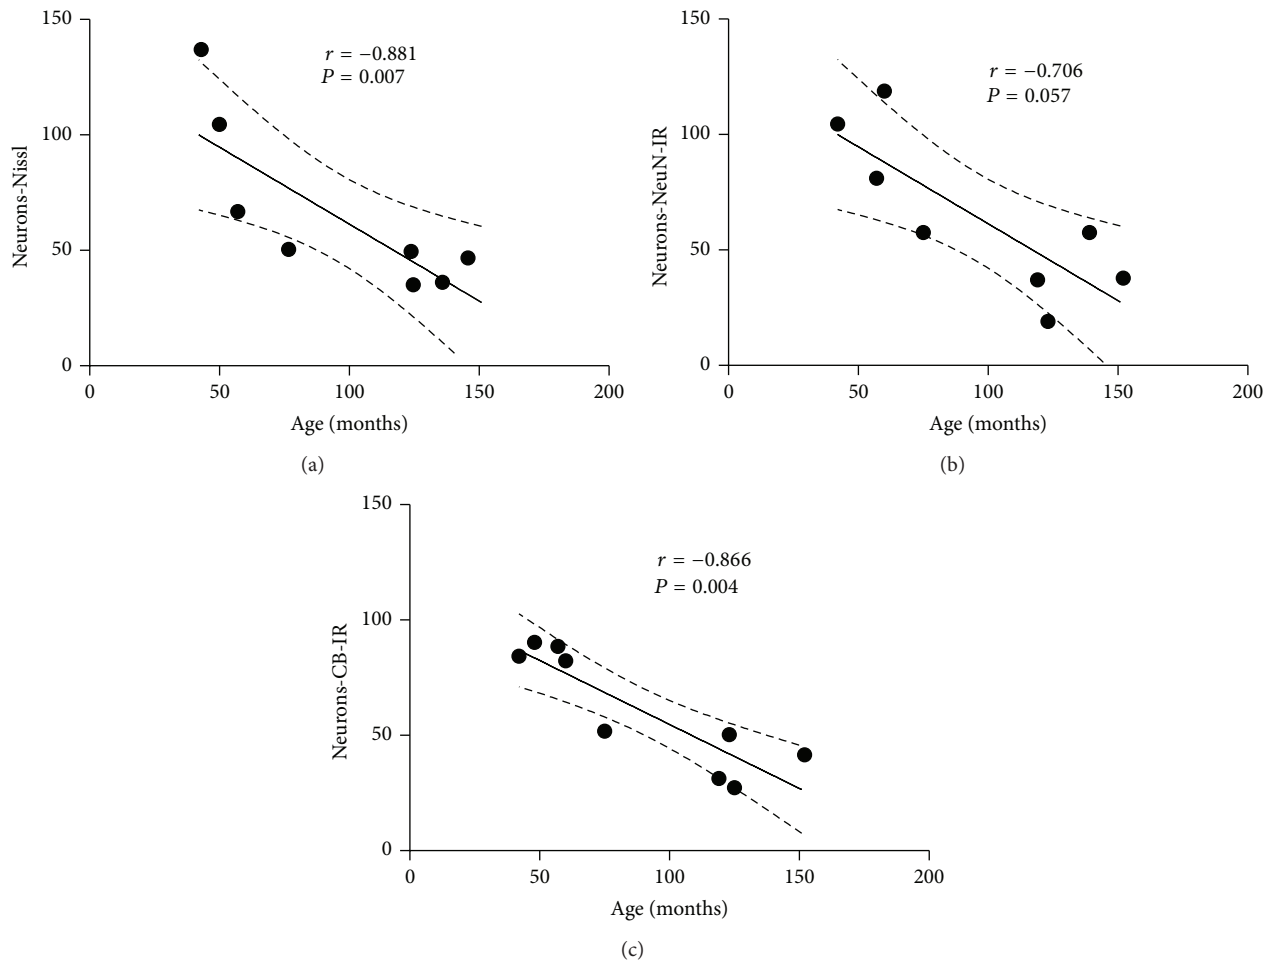 150
100
50
0
Neurons-Nissl
r = −0.881
P = 0.007
0 50 100 150 200
Age (months)
(a)
150
100
50
0
Neurons-NeuN-IR
r = −0.706
P = 0.057
0 50 100 150 200
Age (months)
(b)
150
100
50
0
Neurons-CB-IR
r = −0.866
P = 0.004
0 50 100 150 200
Age (months)
(c)